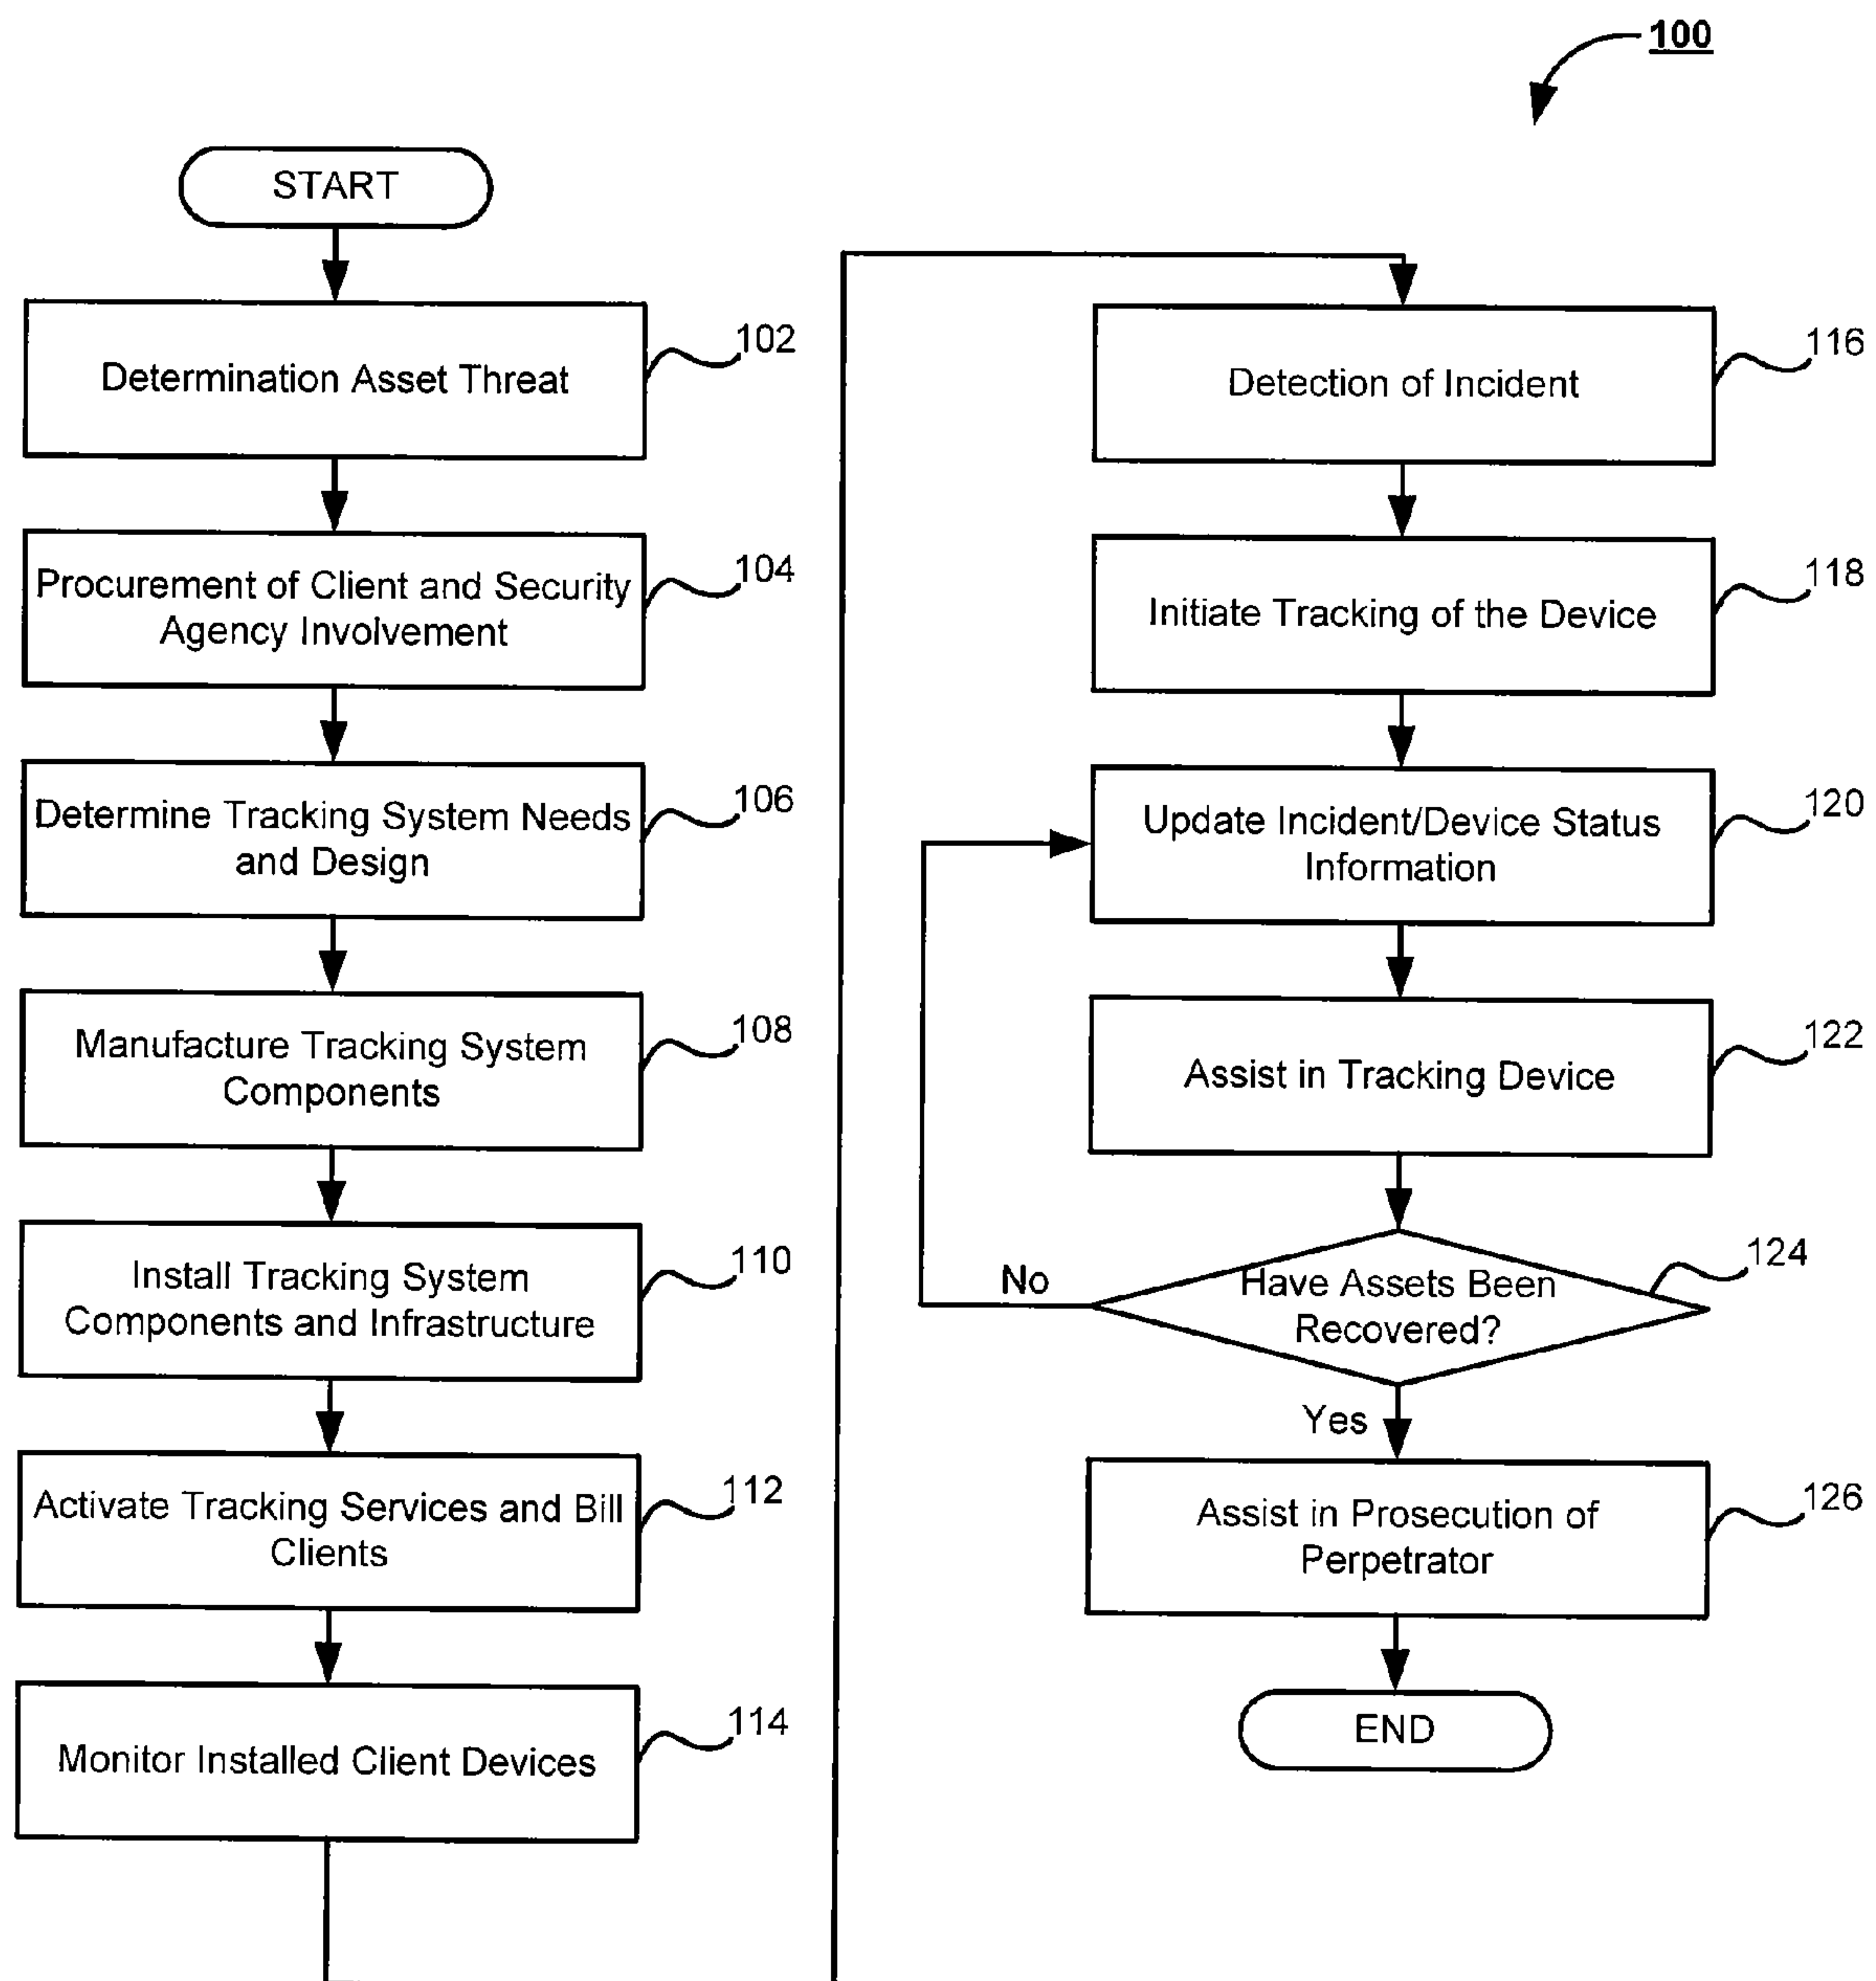 100
START
Determination Asset Threat
102
Procurement of Client and Security
Agency Involvement
104
Determine Tracking System Needs
and Design
106
Manufacture Tracking System
Components
108
Install Tracking System
Components and Infrastructure
110
Activate Tracking Services and Bill
Clients
112
Monitor Installed Client Devices
114
Detection of Incident
116
Initiate Tracking of the Device
118
Update Incident/Device Status
Information
120
Assist in Tracking Device
122
Have Assets Been
Recovered?
124
No
Yes
Assist in Prosecution of
Perpetrator
126
END